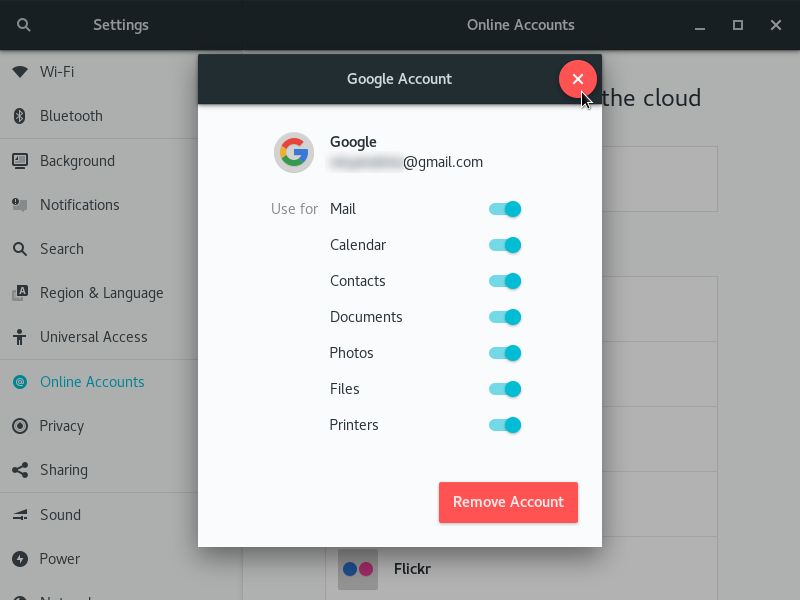 Settings
Online Accounts
Wi-Fi
Bluetooth
Background
Notifications
Search
Region & Language
Universal Access
Online Accounts
Privacy
Sharing
Sound
Power
the cloud
Google Account
Google
@gmail.com
Use for Mail
Calendar
Contacts
Documents
Photos
Files
Printers
Remove Account
Flickr